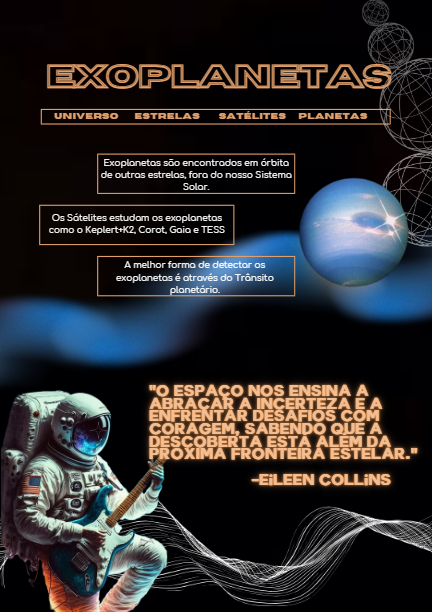 EXOPLANETAS
UNIVERSO ESTRELAS SATÉLITES PLANETAS
Exoplanetas são encontrados em órbita
de outras estrelas, fora do nosso Sistema
Solar.
Os Sátelites estudam os exoplanetas
como o Keplert+K2, Corot, Gaia e TESS
A melhor forma de detectar os
exoplanetas é através da Trânsito
planetário.
"O ESPAÇO NOS ENSINA A
ABRAÇAR A INCERTEZA E A
ENFRENTAR DESAFIOS COM
CORAGEM, SABENDO QUE A
DESCOBERTA ESTÁ ALÉM DA
PRÓXIMA FRONTEIRA ESTELAR."
-EiLEEN COLLiNS